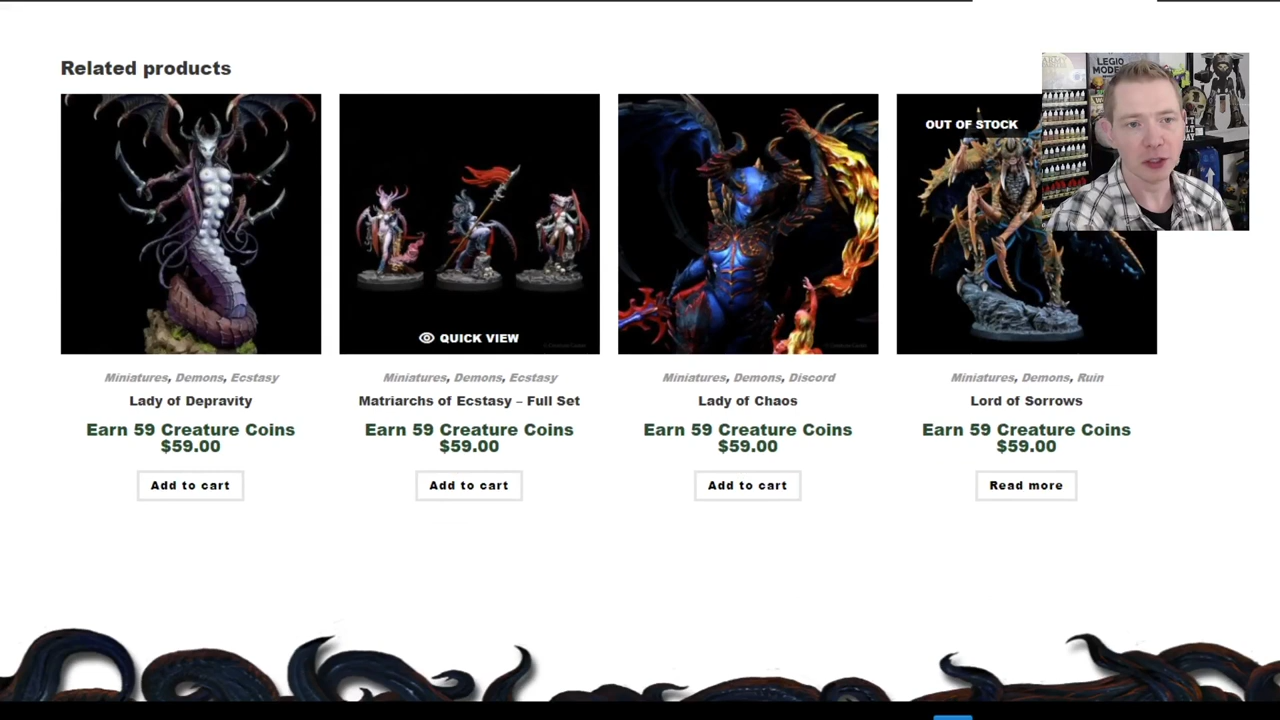 Related products
LEGIO
MODE
OUT OF STOCK
QUICK VIEW
Miniatures, Demons, Ecstasy
Miniatures, Demons, Ecstasy
Miniatures, Demons, Discord
Miniatures, Demons, Ruin
Lady of Depravity
Matriarchs of Ecstasy – Full Set
Lady of Chaos
Lord of Sorrows
Earn 59 Creature Coins
Earn 59 Creature Coins
Earn 59 Creature Coins
Earn 59 Creature Coins
$59.00
$59.00
$59.00
$59.00
Add to cart
Add to cart
Add to cart
Read more